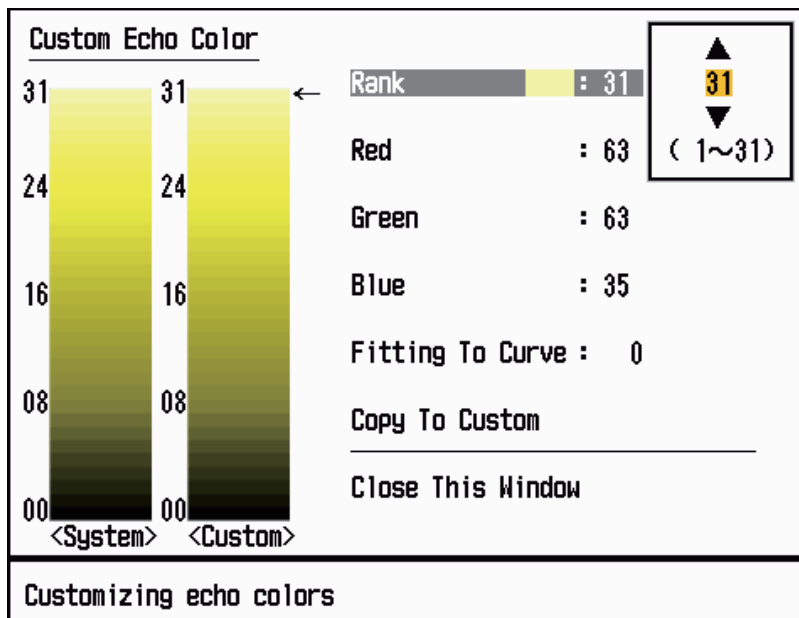 Custom Echo Color
31
24
16
08
00
<System>
31
24
16
08
00
<Custom>
←
Rank : 31
Red : 63
Green : 63
Blue : 35
Fitting To Curve : 0
Copy To Custom
Close This Window
▲
31
▼
( 1～31)
Customizing echo colors